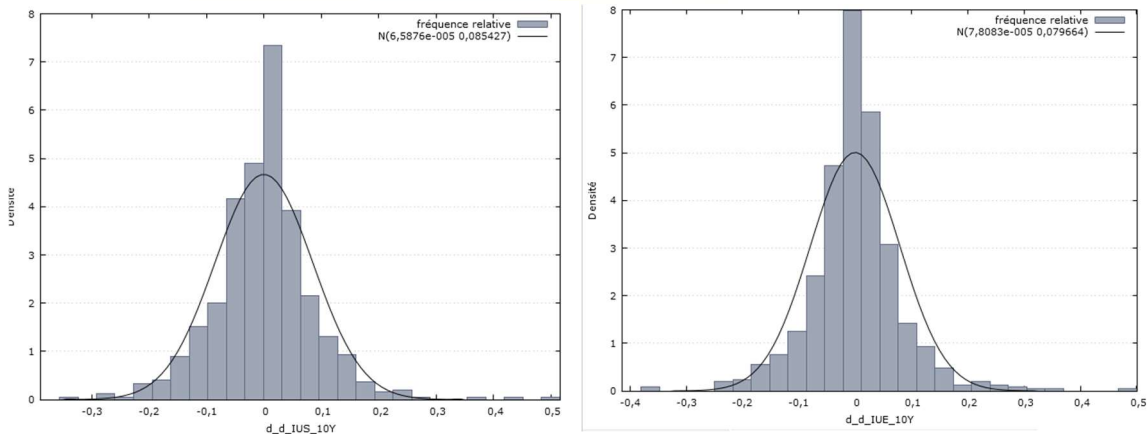 8
7
6
5
4
3
2
1
0
Densité
fréquence relative
N(6,5876e-005 0,085427)
-0,3 -0,2 -0,1 0 0,1 0,2 0,3 0,4 0,5
d_d_IUS_10Y
8
7
6
5
4
3
2
1
0
Densité
fréquence relative
N(7,8083e-005 0,079664)
-0,4 -0,3 -0,2 -0,1 0 0,1 0,2 0,3 0,4 0,5
d_d_IUE_10Y